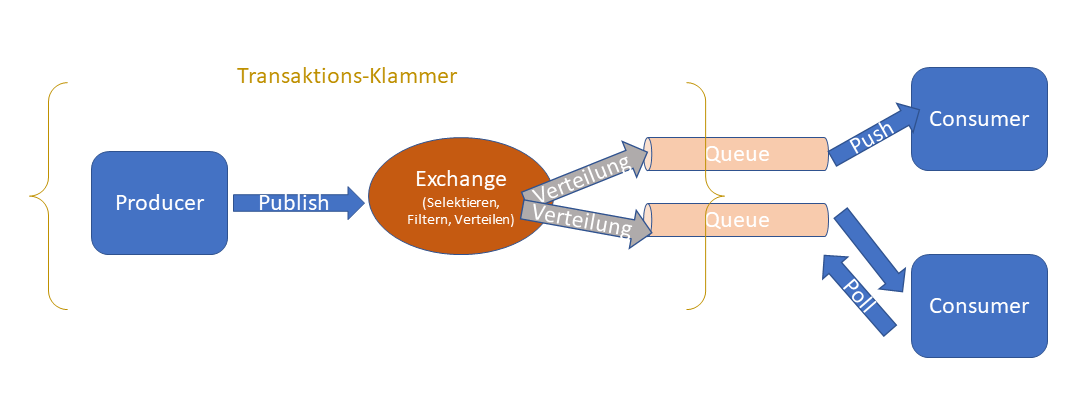 Transaktions-Klammer
Producer
Publish
Exchange
(Selektieren,
Filtern, Verteilen)
Verteilung
Verteilung
Queue
Queue
Push
Poll
Consumer
Consumer